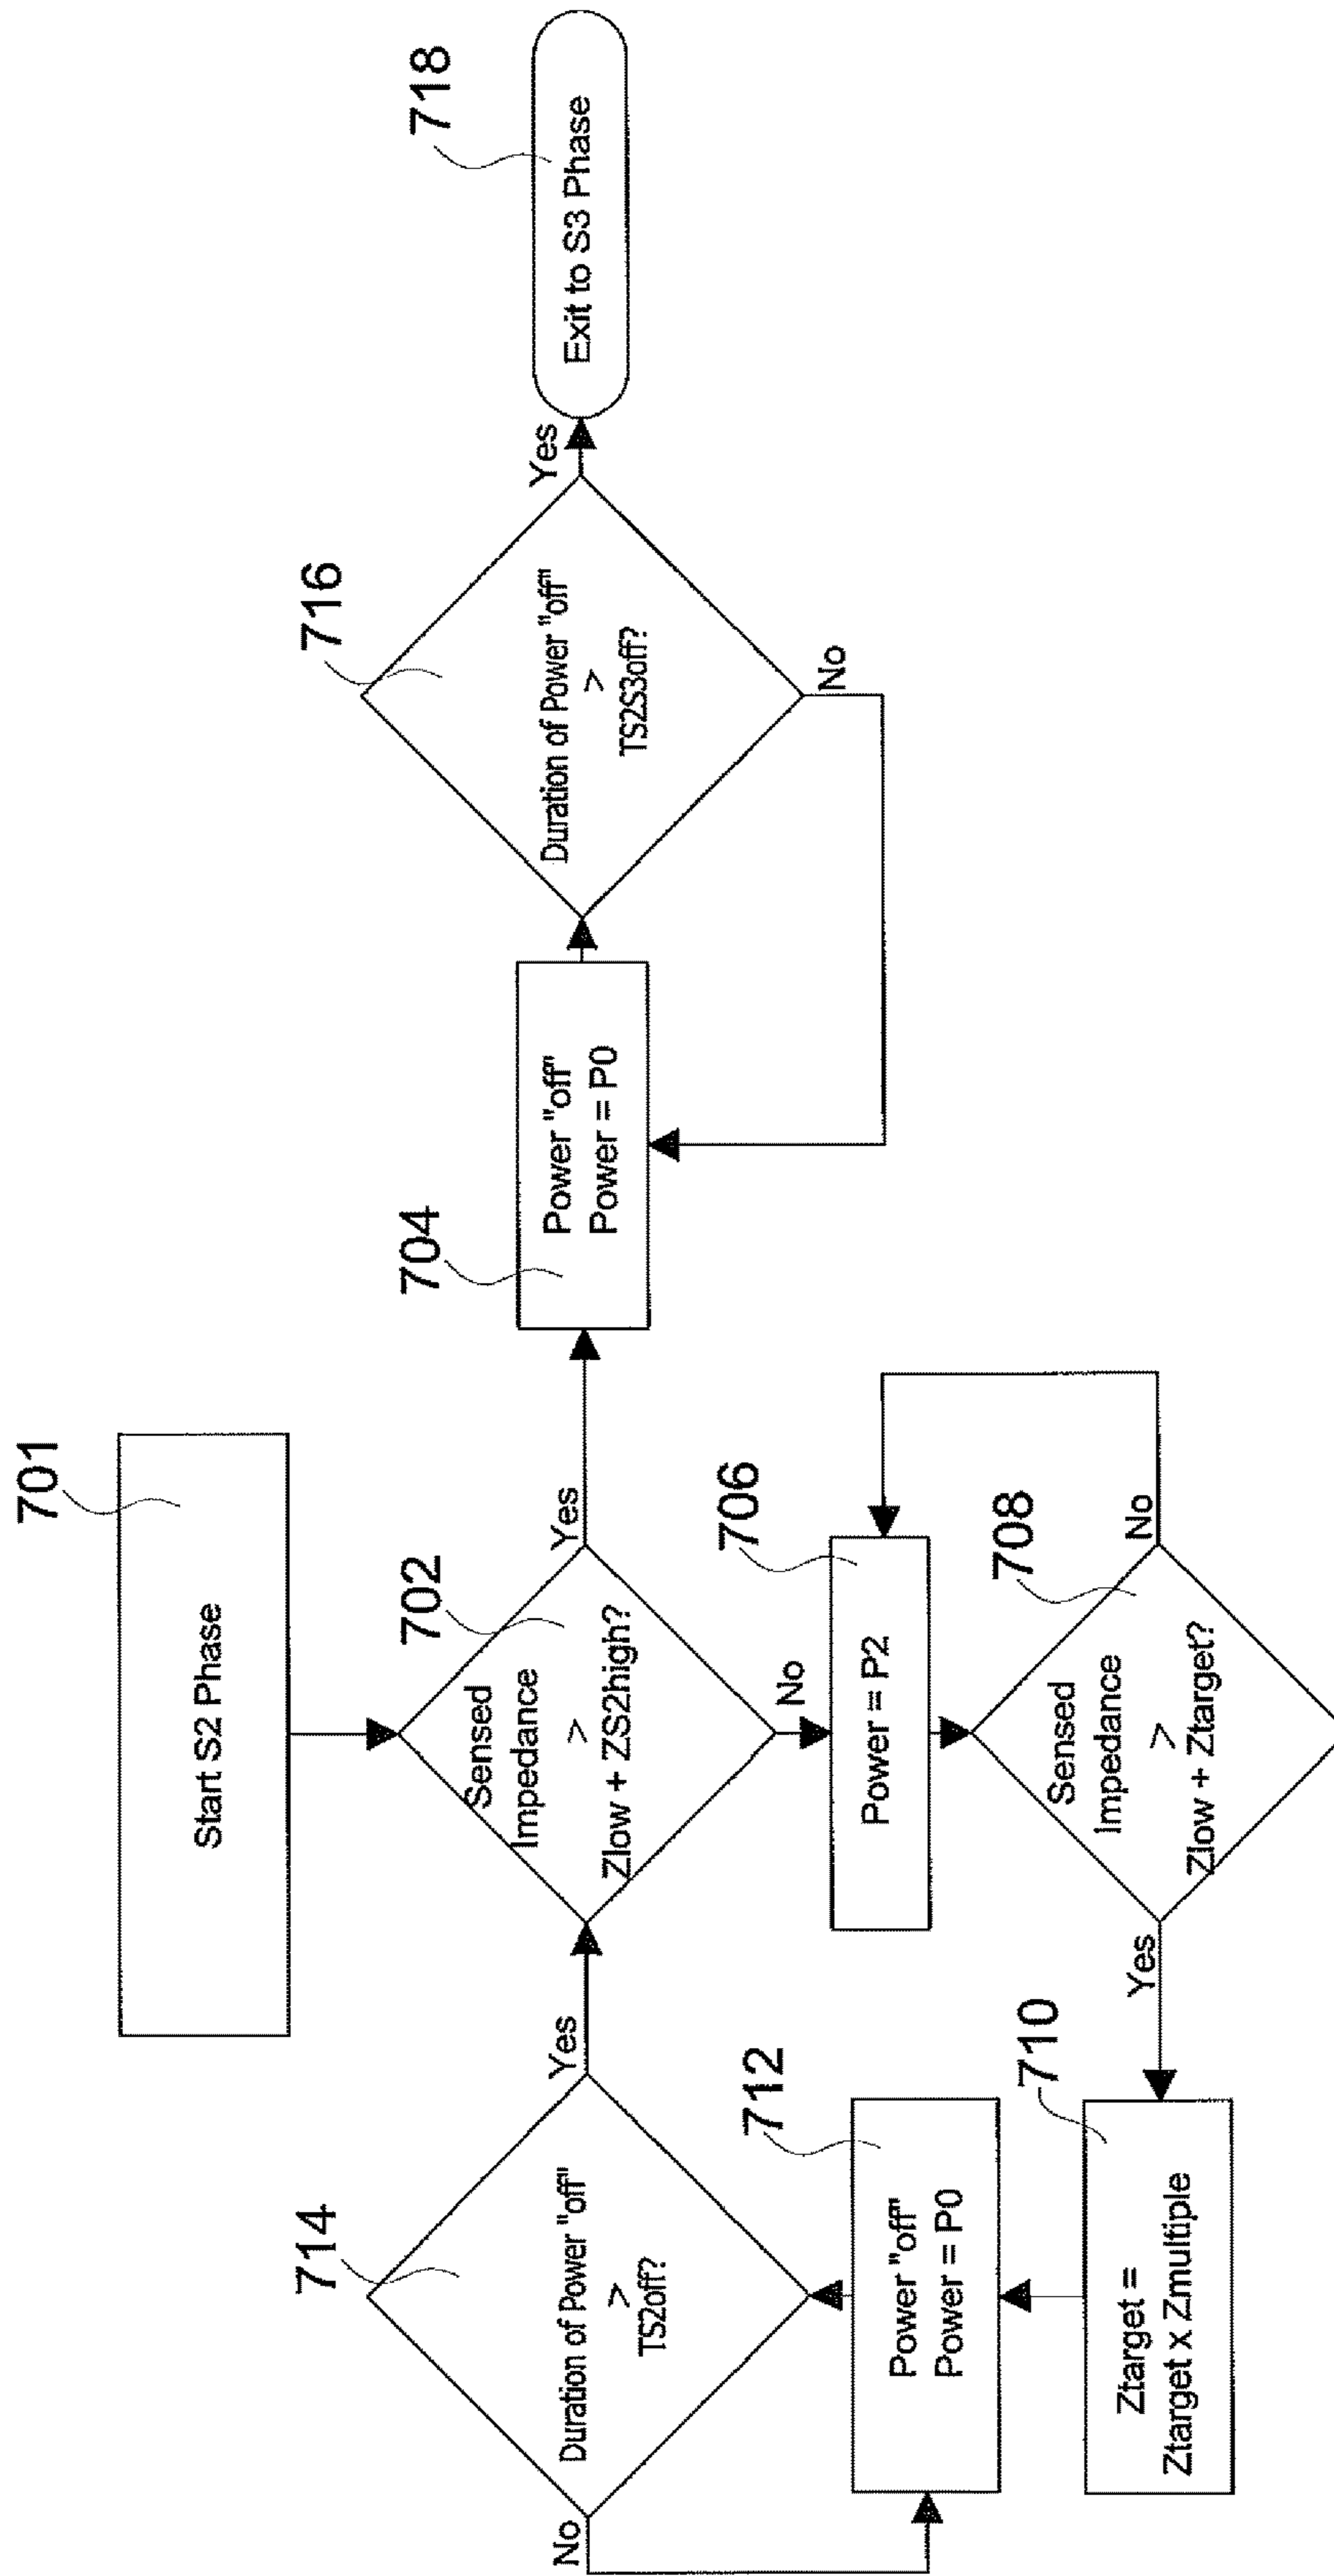 701
Start S2 Phase
702
Sensed
Impedance
>
Zlow + ZS2high?
Yes
No
704
Power "off"
Power = P0
716
Duration of Power "off"
>
TS2S3off?
Yes
No
718
Exit to S3 Phase
706
Power = P2
708
Sensed
Impedance
>
Zlow + Ztarget?
No
Yes
710
Ztarget =
Ztarget x Zmultiple
712
Power "off"
Power = P0
714
Duration of Power "off"
>
TS2off?
Yes
No